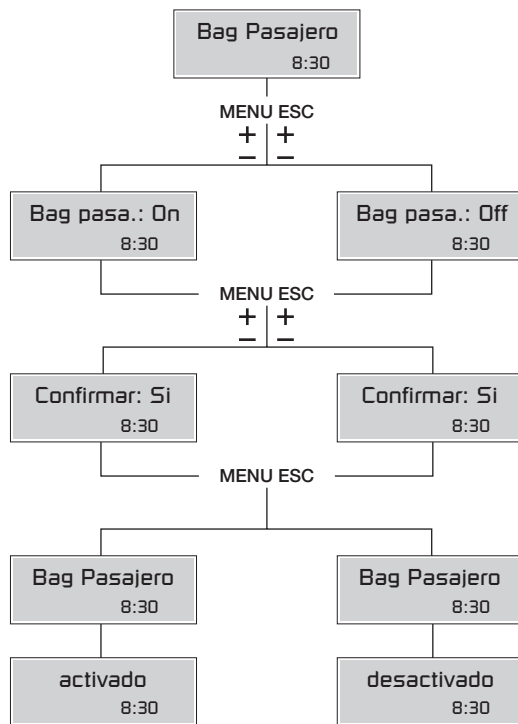 Bag Pasajero
8:30
MENU ESC
+ +
– –
Bag pasa.: On
8:30
Bag pasa.: Off
8:30
MENU ESC
+ +
– –
Confirmar: Si
8:30
Confirmar: Si
8:30
MENU ESC
Bag Pasajero
8:30
Bag Pasajero
8:30
activado
8:30
desactivado
8:30